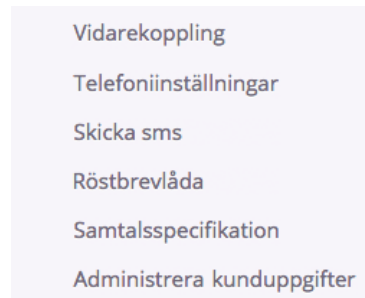 Vidarekoppling
Telefoniinställningar
Skicka sms
Röstbrevlåda
Samtalsspecifikation
Administrera kunduppgifter